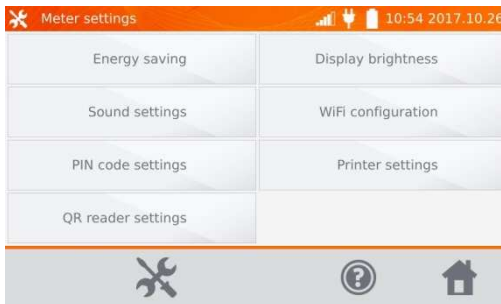 Meter settings 10:54 2017.10.26
Energy saving Display brightness
Sound settings WiFi configuration
PIN code settings Printer settings
QR reader settings
?